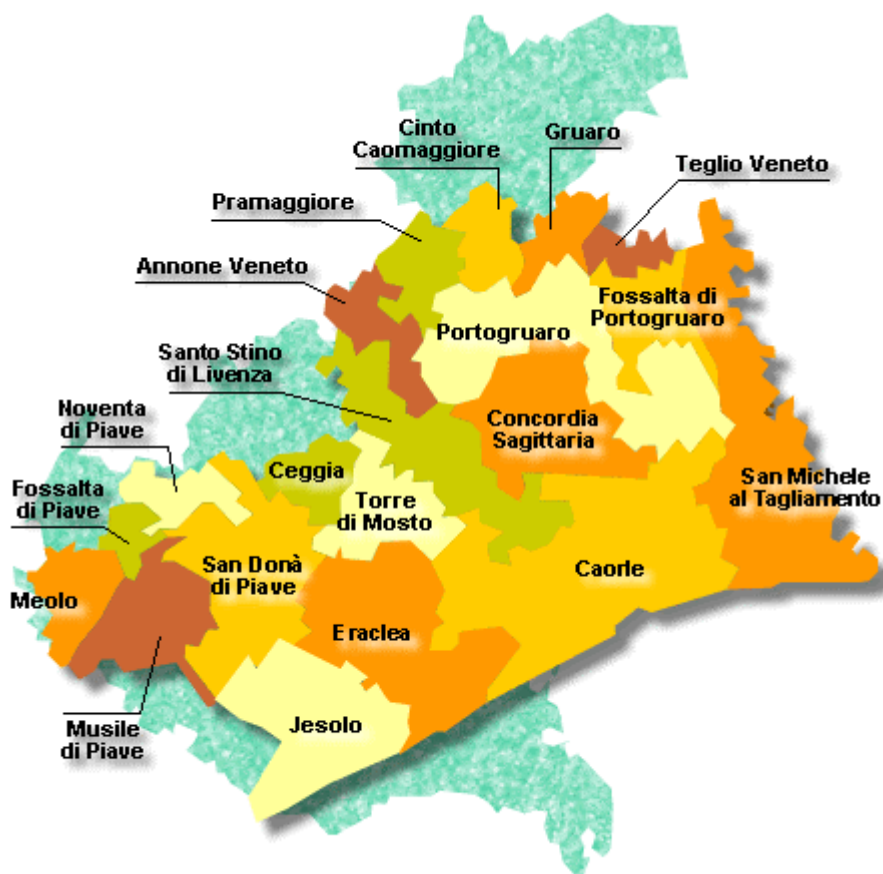 Cinto
Caomaggiore
Gruaro
Teglio Veneto
Pramaggiore
Annone Veneto
Fossalta di
Portogruaro
Portogruaro
Santo Stino
di Livenza
Noventa
di Piave
Concordia
Sagittaria
Ceggia
San Michele
al Tagliamento
Fossalta
di Piave
Torre
di Mosto
San Donà
di Piave
Caorle
Meolo
Eraclea
Jesolo
Musile
di Piave